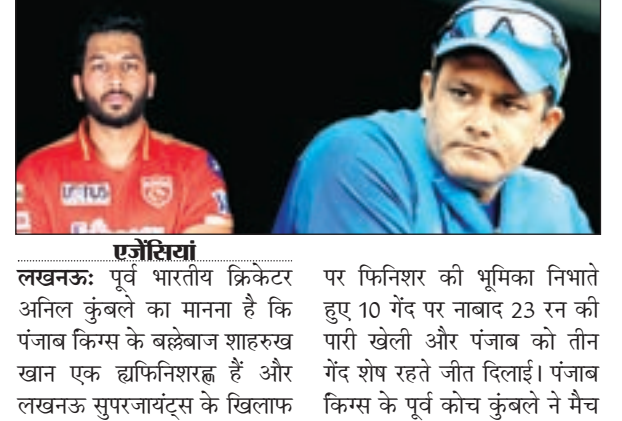 LOTUS
एजेंसियां
लखनऊः पूर्व भारतीय क्रिकेटर
अनिल कुंबले का मानना है कि
पंजाब किंग्स के बल्लेबाज शाहरुख
खान एक ह्यफिनिशरह्ण हैं और
लखनऊ सुपरजायंट्स के खिलाफ
पर फिनिशर की भूमिका निभाते
हुए 10 गेंद पर नाबाद 23 रन की
पारी खेली और पंजाब को तीन
गेंद शेष रहते जीत दिलाई। पंजाब
किंग्स के पूर्व कोच कुंबले ने मैच